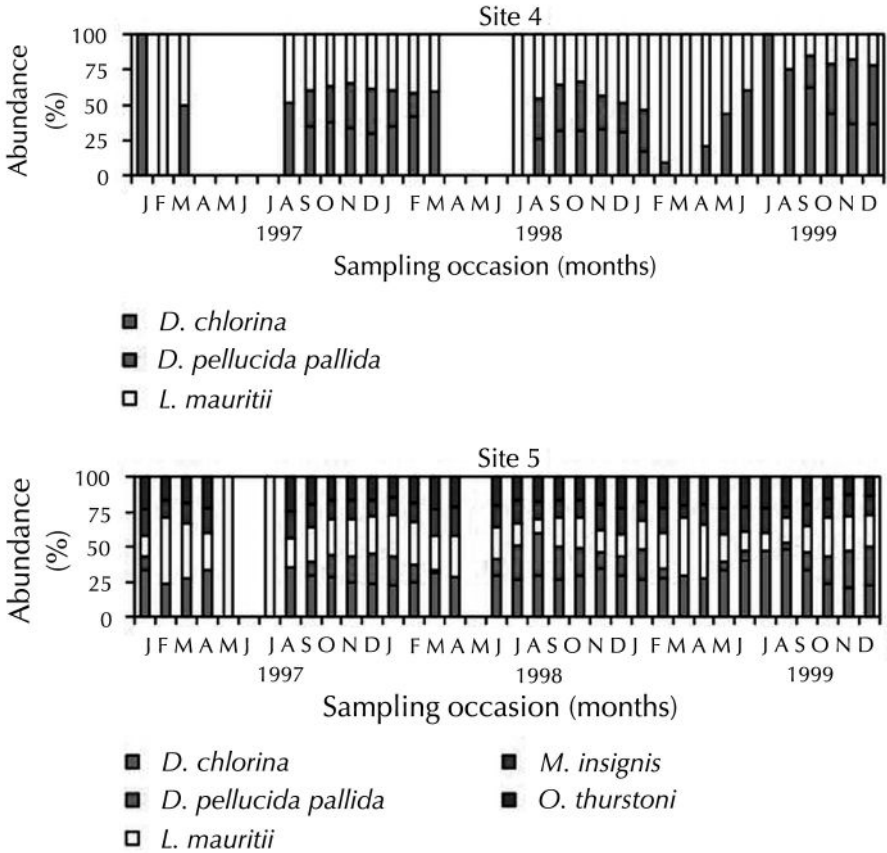 Site 4
100
75
50
25
0
Abundance
(%)
J F M A M J J A S O N D J F M A M J J A S O N D J F M A M J J A S O N D
1997 1998 1999
Sampling occasion (months)
D. chlorina
D. pellucida pallida
L. mauritii
Site 5
100
75
50
25
0
Abundance
(%)
J F M A M J J A S O N D J F M A M J J A S O N D J F M A M J J A S O N D
1997 1998 1999
Sampling occasion (months)
D. chlorina M. insignis
D. pellucida pallida O. thurstoni
L. mauritii